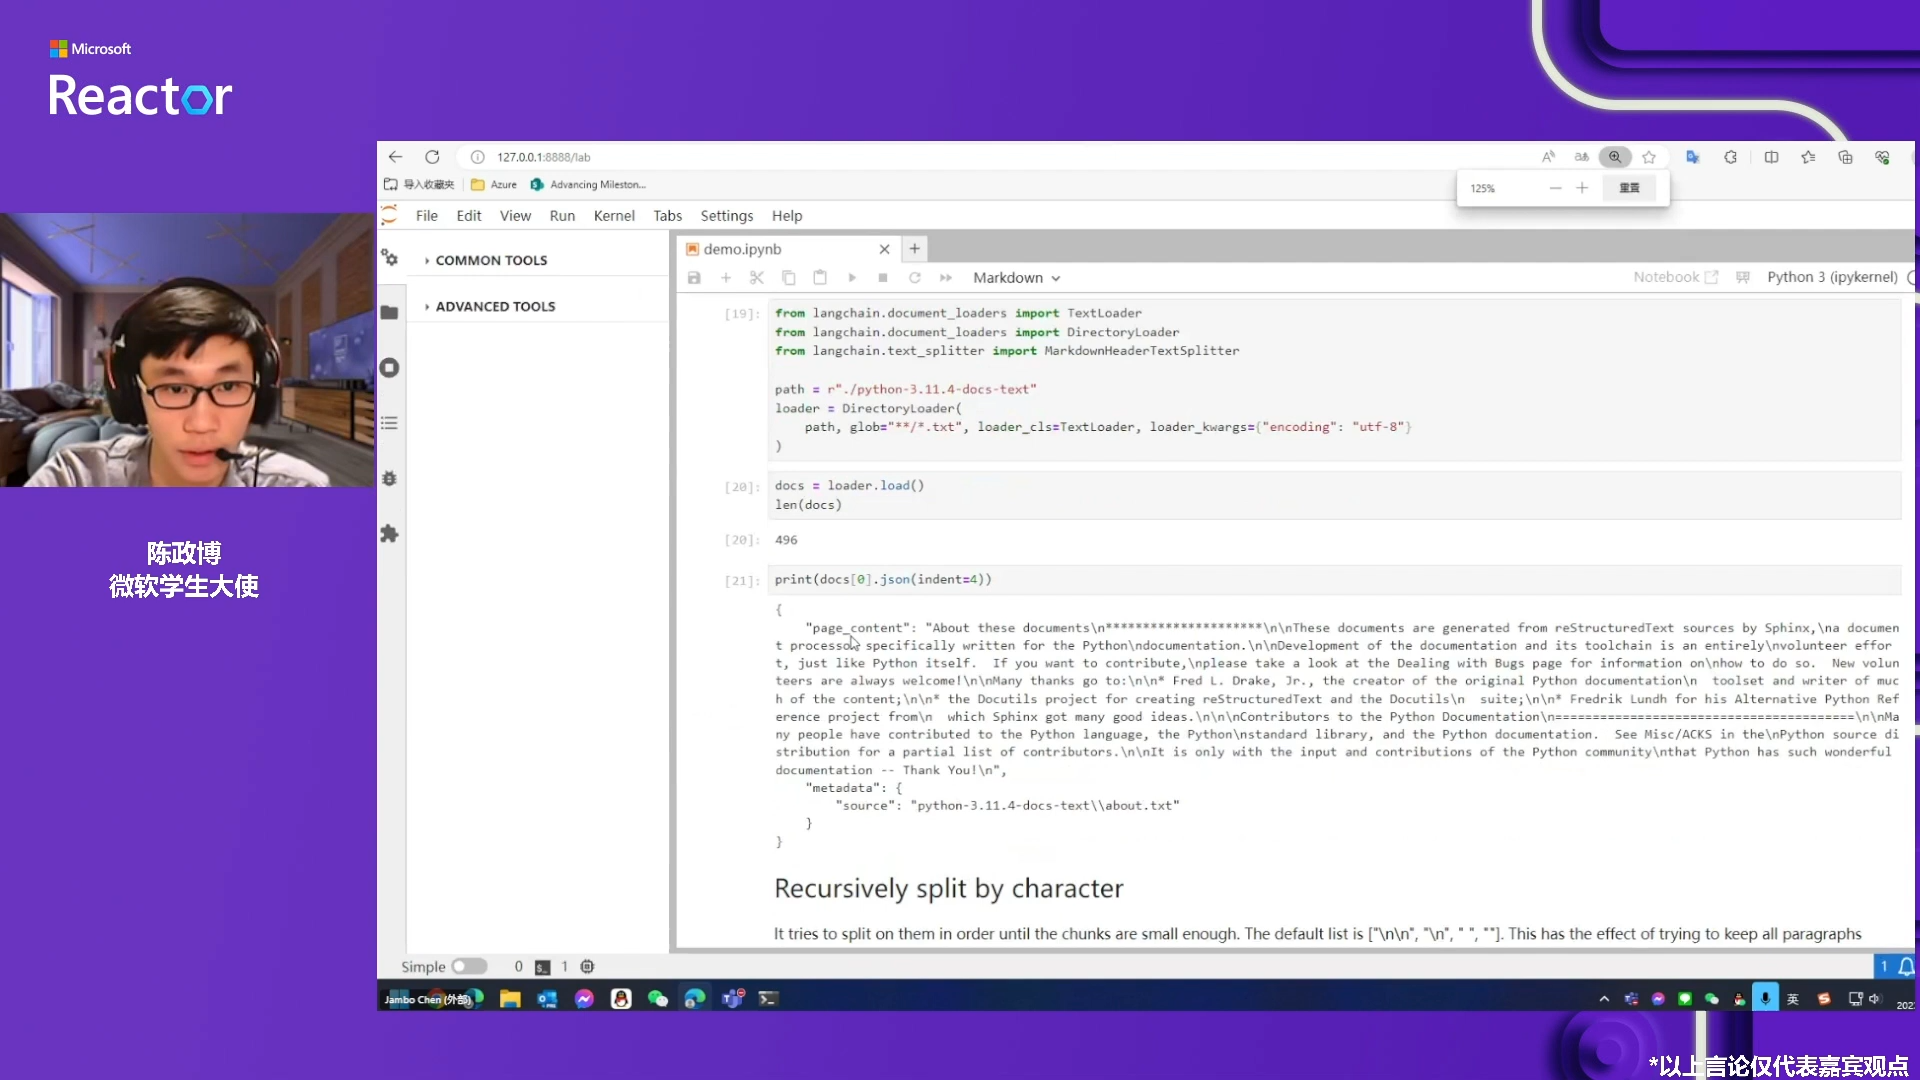 Microsoft
Reactor
127.0.0.1:8888/lab
导入收藏夹 Azure Advancing Mileston...
125% 重置
File Edit View Run Kernel Tabs Settings Help
COMMON TOOLS
ADVANCED TOOLS
demo.ipynb
Markdown
Notebook Python 3 (ipykernel)
[19]: from langchain.document_loaders import TextLoader
from langchain.document_loaders import DirectoryLoader
from langchain.text_splitter import MarkdownHeaderTextSplitter
path = r"./python-3.11.4-docs-text"
loader = DirectoryLoader(
path, glob="**/*.txt", loader_cls=TextLoader, loader_kwargs={"encoding": "utf-8"}
)
[20]: docs = loader.load()
len(docs)
[20]: 496
[21]: print(docs[0].json(indent=4))
{
"page_content": "About these documents\n*********************\n\nThese documents are generated from reStructuredText sources by Sphinx,\na documen
t processor specifically written for the Python\ndocumentation.\n\nDevelopment of the documentation and its toolchain is an entirely\nvolunteer effor
t, just like Python itself.  If you want to contribute,\nplease take a look at the Dealing with Bugs page for information on\nhow to do so.  New volun
teers are always welcome!\n\nMany thanks go to:\n\n* Fred L. Drake, Jr., the creator of the original Python documentation\n  toolset and writer of muc
h of the content;\n\n* the Docutils project for creating reStructuredText and the Docutils\n  suite;\n\n* Fredrik Lundh for his Alternative Python Ref
erence project from\n  which Sphinx got many good ideas.\n\n\nContributors to the Python Documentation\n========================================\n\nMa
ny people have contributed to the Python language, the Python\nstandard library, and the Python documentation.  See Misc/ACKS in the\nPython source di
stribution for a partial list of contributors.\n\nIt is only with the input and contributions of the Python community\nthat Python has such wonderful
documentation -- Thank You!\n",
"metadata": {
"source": "python-3.11.4-docs-text\\about.txt"
}
}
Recursively split by character
It tries to split on them in order until the chunks are small enough. The default list is ["\n\n", "\n", " ", ""]. This has the effect of trying to keep all paragraphs
Simple 0 1
1
Jambo Chen (外部)
英
202
陈政博
微软学生大使
*以上言论仅代表嘉宾观点